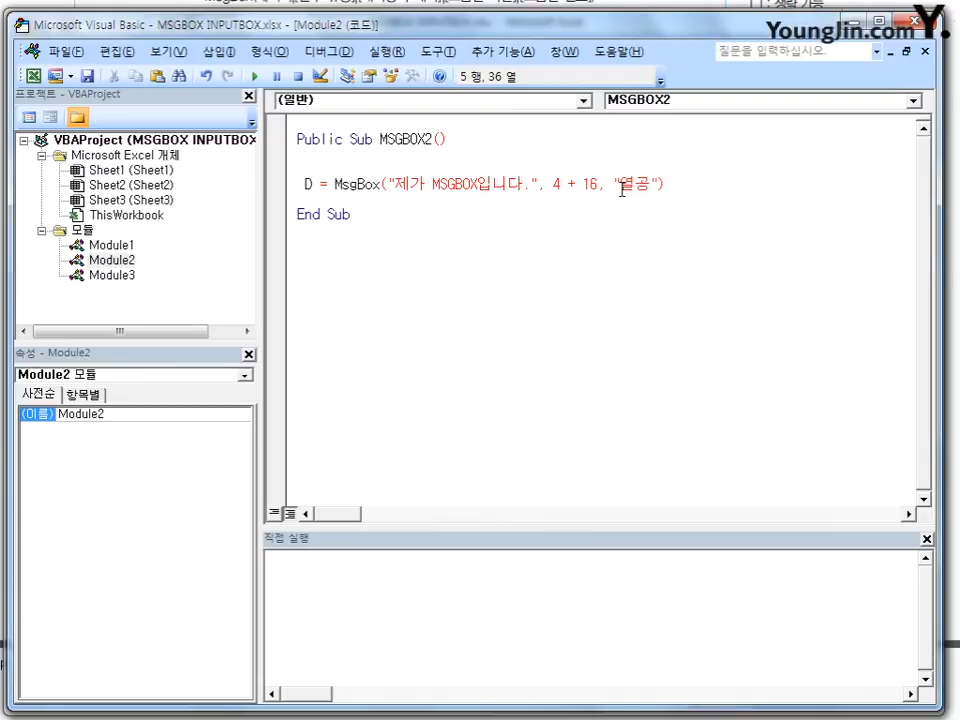 Microsoft Visual Basic - MSGBOX INPUTBOX.xlsx - [Module2 (코드)]
YoungJin.com Y.
파일(F) 편집(E) 보기(V) 삽입(I) 형식(O) 디버그(D) 실행(R) 도구(T) 추가 기능(A) 창(W) 도움말(H) 질문을 입력하십시오.
5 행, 36 열
프로젝트 - VBAProject
(일반) MSGBOX2
VBAProject (MSGBOX INPUTBOX
Microsoft Excel 개체
Sheet1 (Sheet1)
Sheet2 (Sheet2)
Sheet3 (Sheet3)
ThisWorkbook
모듈
Module1
Module2
Module3
속성 - Module2
Module2 모듈
사전순 항목별
(이름) Module2
Public Sub MSGBOX2()
D = MsgBox("제가 MSGBOX입니다.", 4 + 16, "열공")
End Sub
직접 실행